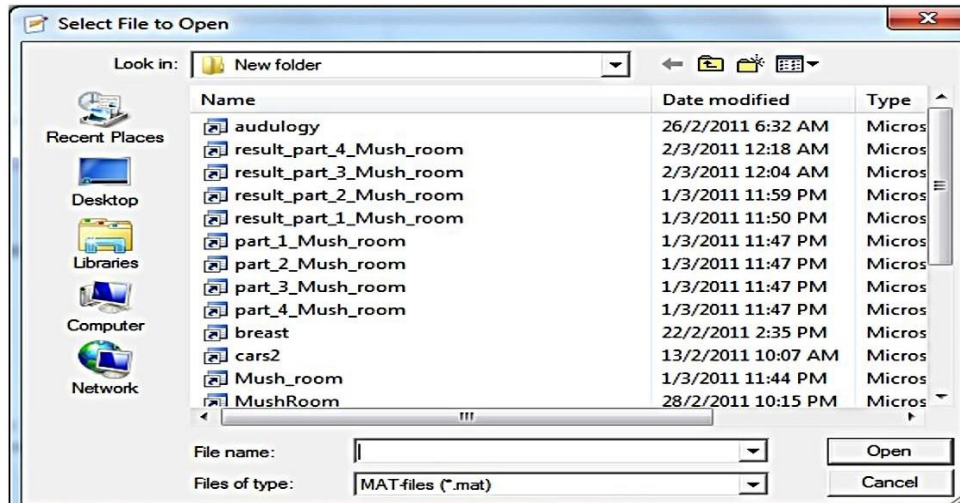 Select File to Open
Look in: New folder
Name Date modified Type
audulogy 26/2/2011 6:32 AM Micros
result_part_4_Mush_room 2/3/2011 12:18 AM Micros
result_part_3_Mush_room 2/3/2011 12:04 AM Micros
result_part_2_Mush_room 1/3/2011 11:59 PM Micros
result_part_1_Mush_room 1/3/2011 11:50 PM Micros
part_1_Mush_room 1/3/2011 11:47 PM Micros
part_2_Mush_room 1/3/2011 11:47 PM Micros
part_3_Mush_room 1/3/2011 11:47 PM Micros
part_4_Mush_room 1/3/2011 11:47 PM Micros
breast 22/2/2011 2:35 PM Micros
cars2 13/2/2011 10:07 AM Micros
Mush_room 1/3/2011 11:44 PM Micros
MushRoom 28/2/2011 10:15 PM Micros
Recent Places
Desktop
Libraries
Computer
Network
File name: Open
Files of type: MAT-files (*.mat) Cancel